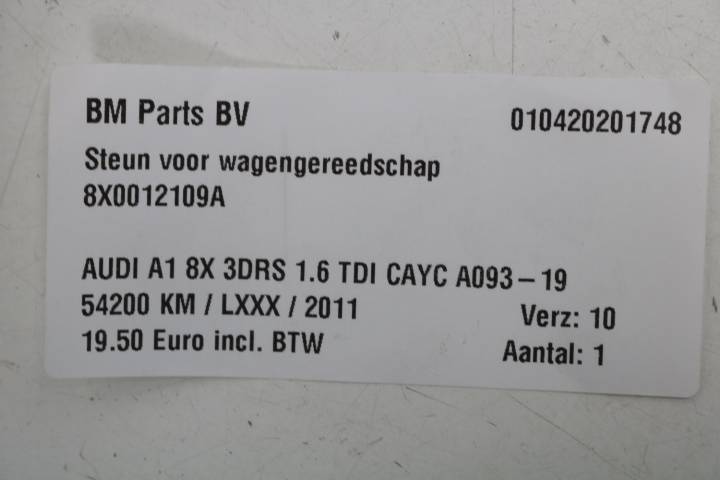 BM Parts BV 010420201748
Steun voor wagengereedschap
8X0012109A
AUDI A1 8X 3DRS 1.6 TDI CAYC A093-19
54200 KM / LXXX / 2011 Verz: 10
19.50 Euro incl. BTW Aantal: 1